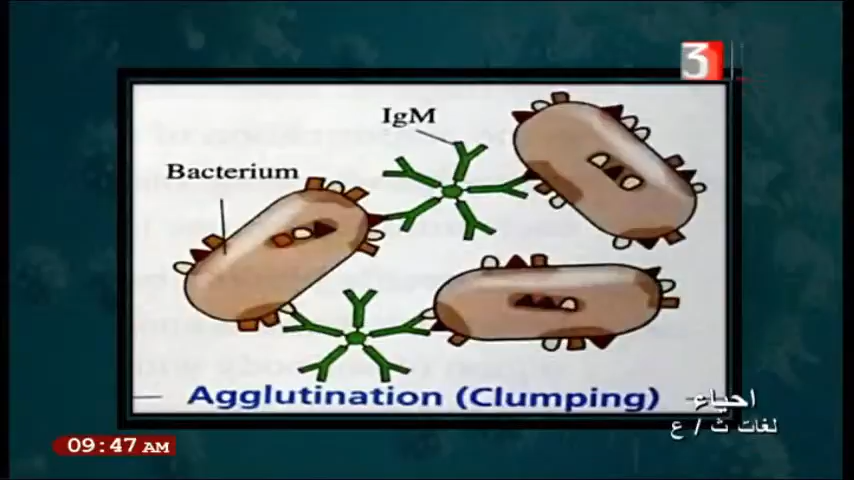 3
IgM
Bacterium
Agglutination (Clumping)
احياء
لغات ث / ع
09:47 AM